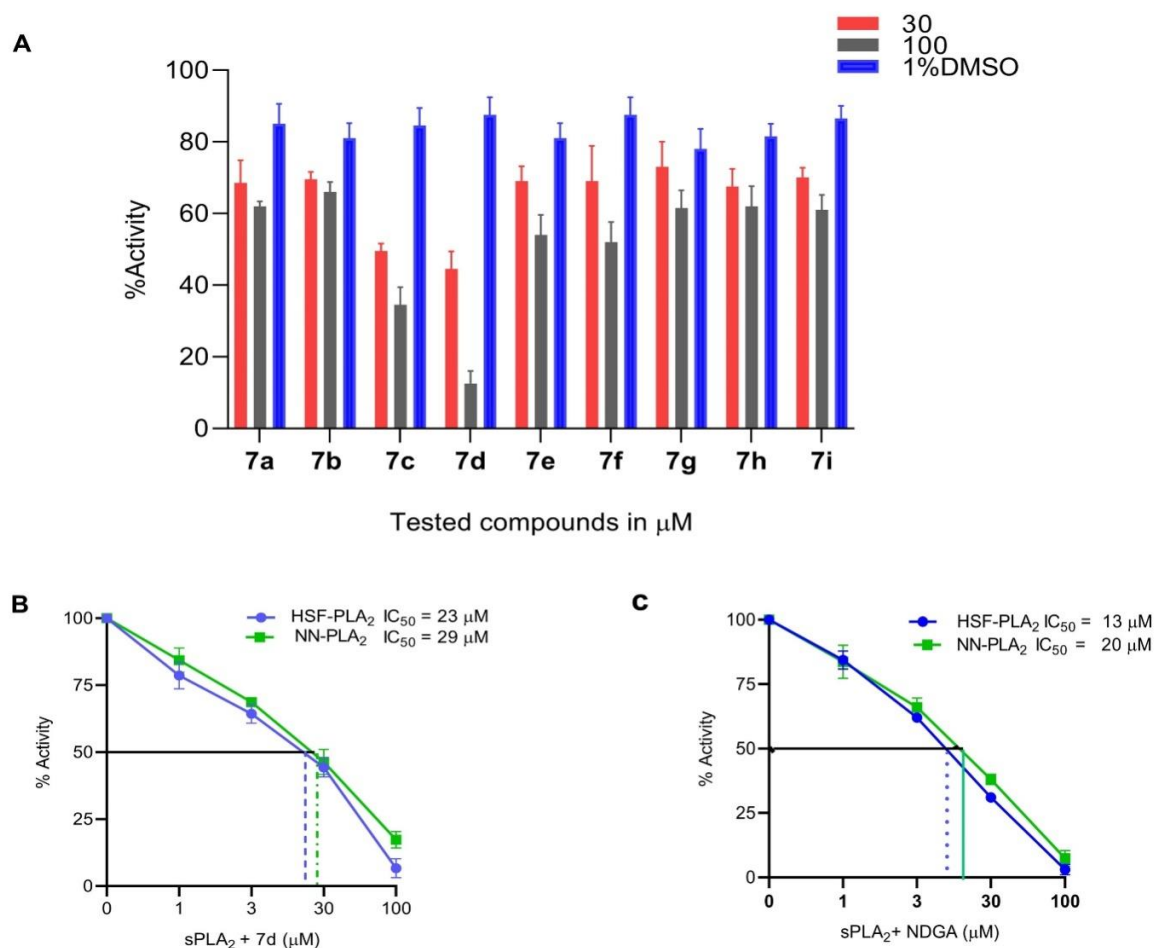 A
30
100
1%DMSO
100
80
60
40
20
0
%Activity
7a 7b 7c 7d 7e 7f 7g 7h 7i
Tested compounds in μM
B
HSF-PLA₂ IC₅₀ = 23 μM
NN-PLA₂ IC₅₀ = 29 μM
100
75
50
25
0
% Activity
0 1 3 30 100
sPLA₂ + 7d (μM)
C
HSF-PLA₂ IC₅₀ = 13 μM
NN-PLA₂ IC₅₀ = 20 μM
100
75
50
25
0
% Activity
0 1 3 30 100
sPLA₂+ NDGA (μM)